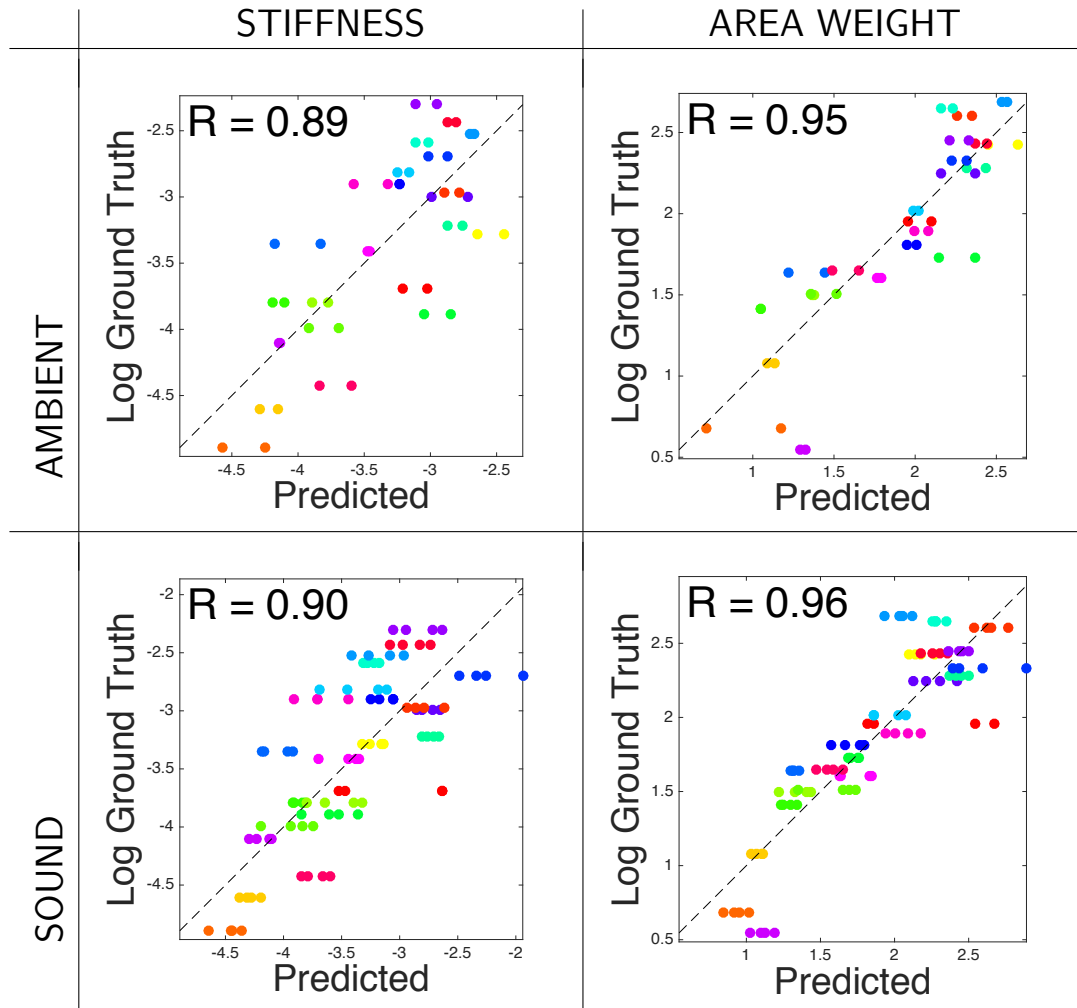 STIFFNESS
AREA WEIGHT
AMBIENT
R = 0.89
Log Ground Truth
-2.5
-3
-3.5
-4
-4.5
-4.5
-4
-3.5
-3
-2.5
Predicted
R = 0.95
Log Ground Truth
2.5
2
1.5
1
0.5
1
1.5
2
2.5
Predicted
SOUND
R = 0.90
Log Ground Truth
-2
-2.5
-3
-3.5
-4
-4.5
-4.5
-4
-3.5
-3
-2.5
-2
Predicted
R = 0.96
Log Ground Truth
2.5
2
1.5
1
0.5
1
1.5
2
2.5
Predicted